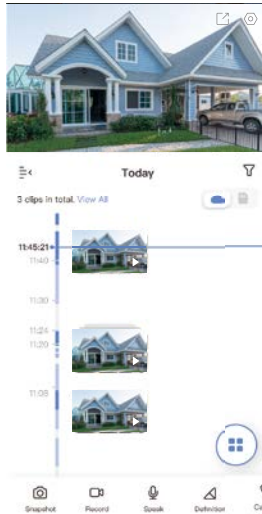 Today
3 clips in total. View All
11:45:21
11:40
11:30
11:24
11:20
11:08
Snapshot
Record
Speak
Definition